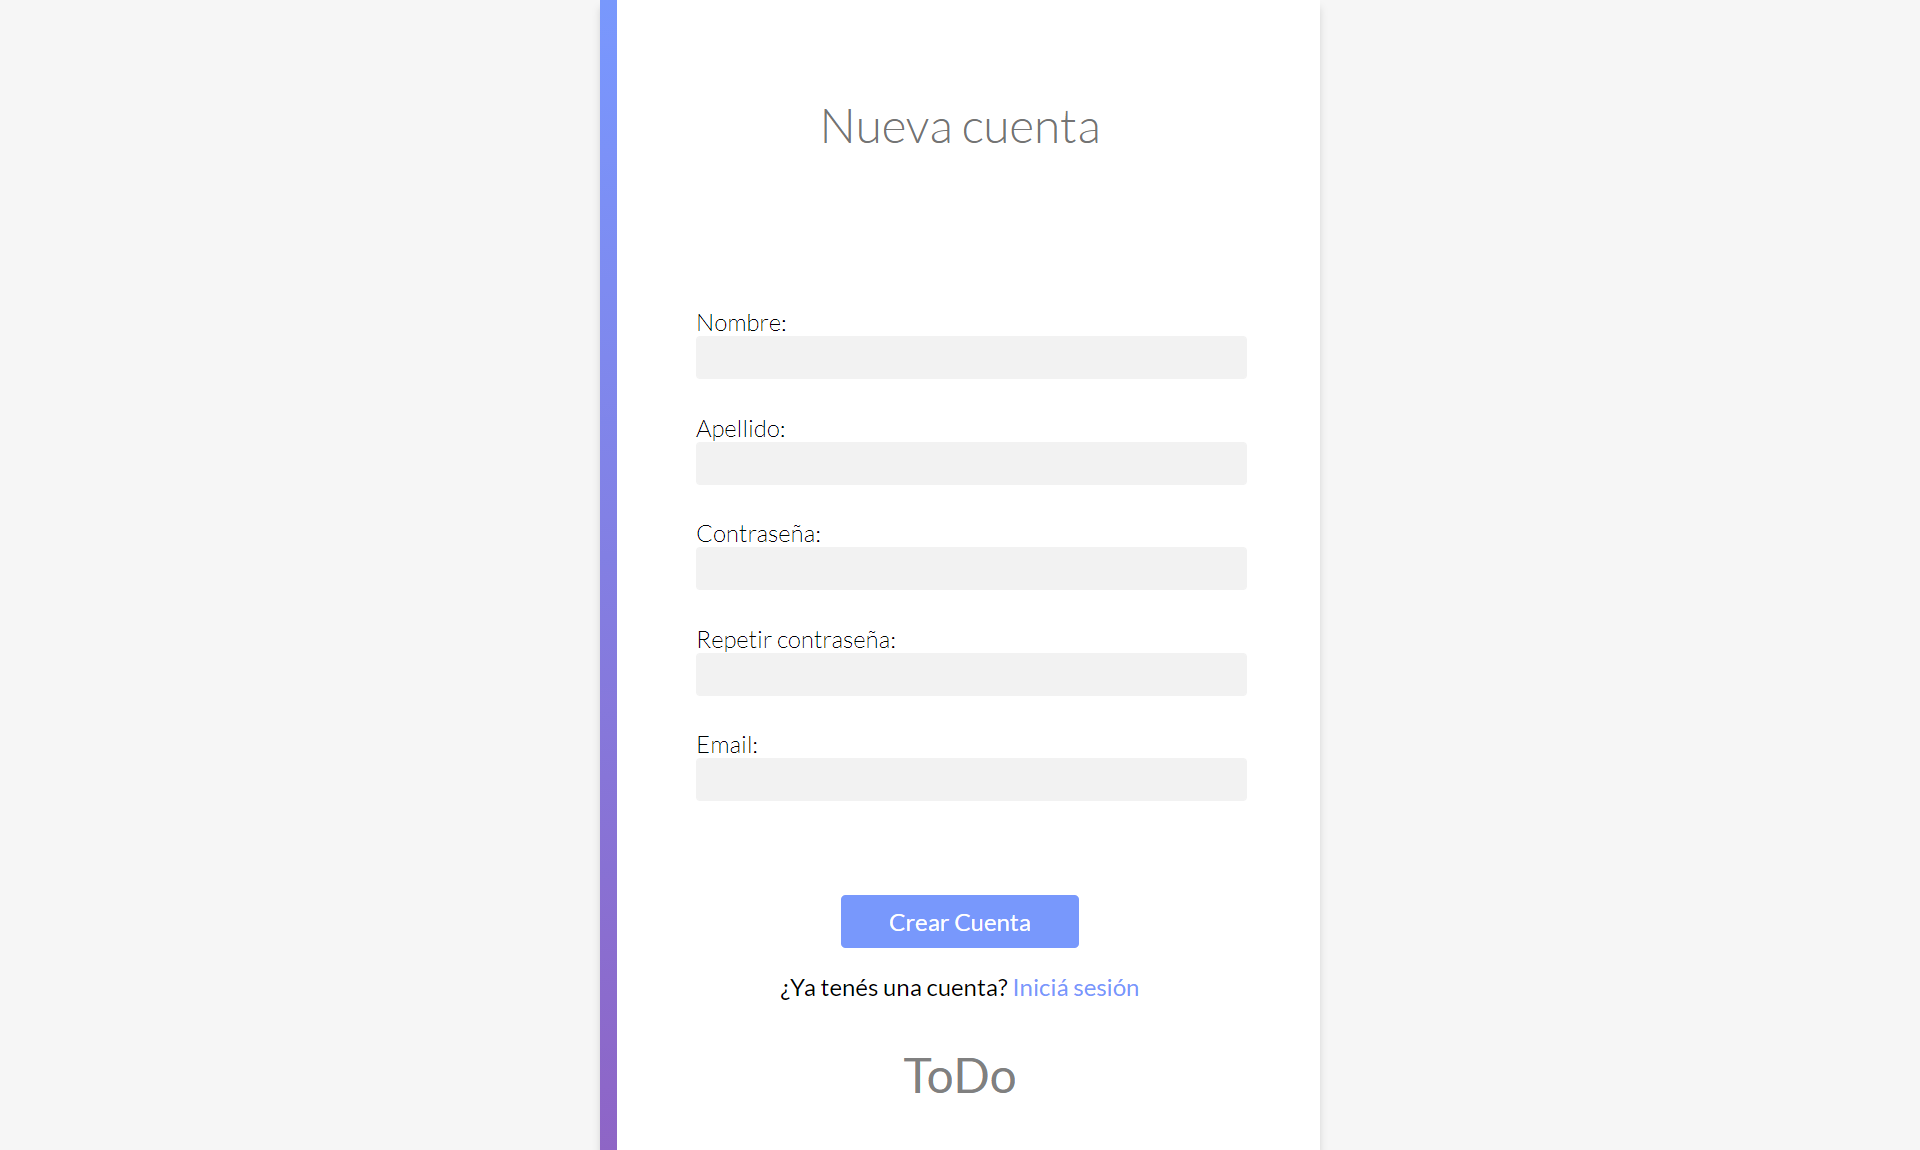 Nueva cuenta
Nombre:
Apellido:
Contraseña:
Repetir contraseña:
Email:
Crear Cuenta
¿Ya tenés una cuenta? Iniciá sesión
ToDo